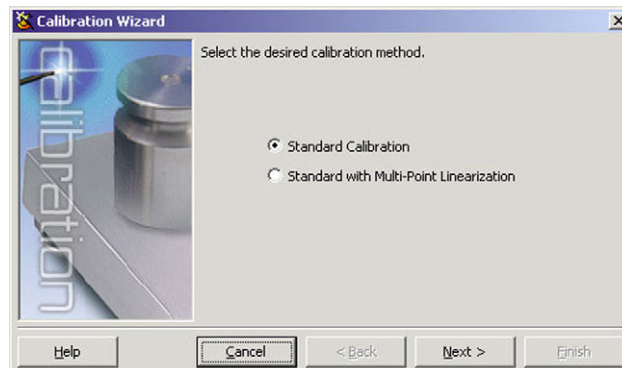 Calibration Wizard
Select the desired calibration method.
calibration
Standard Calibration
Standard with Multi-Point Linearization
Help
Cancel
< Back
Next >
Finish